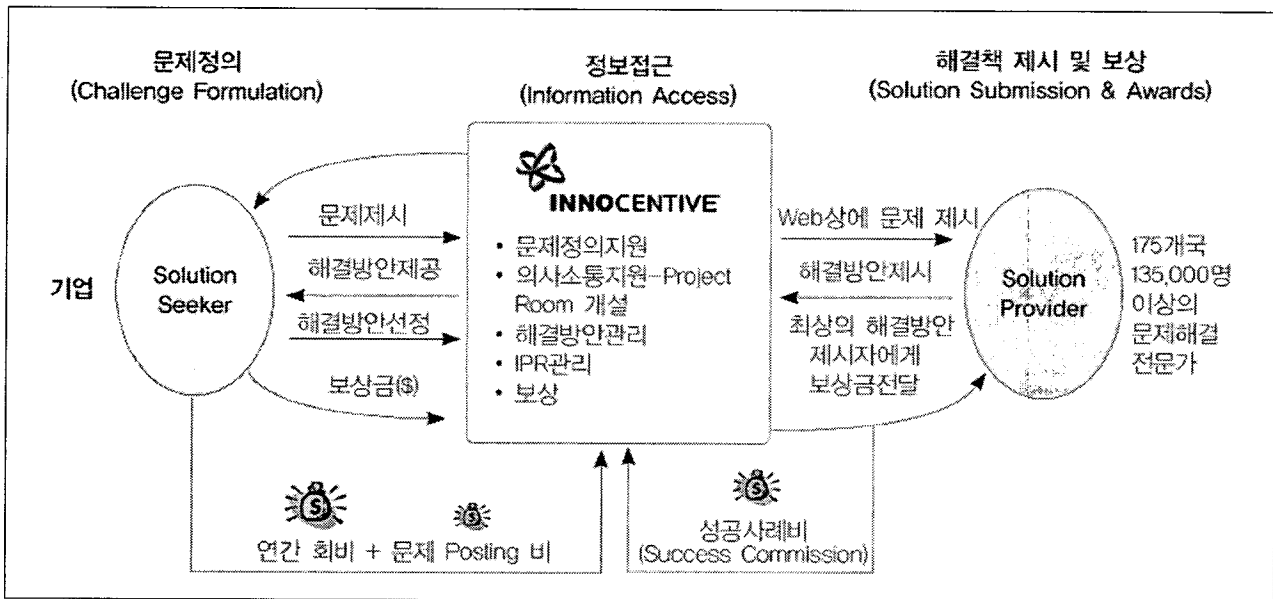 문제정의
(Challenge Formulation)
정보접근
(Information Access)
해결책 제시 및 보상
(Solution Submission & Awards)
기업
Solution
Seeker
문제제시
해결방안제공
해결방안선정
보상금($)
INNOCENTIVE
• 문제정의지원
• 의사소통지원-Project
Room 개설
• 해결방안관리
• IPR관리
• 보상
Web상에 문제 제시
해결방안제시
최상의 해결방안
제시자에게
보상금전달
Solution
Provider
175개국
135,000명
이상의
문제해결
전문가
$
$
연간 회비 + 문제 Posting 비
$
성공사례비
(Success Commission)